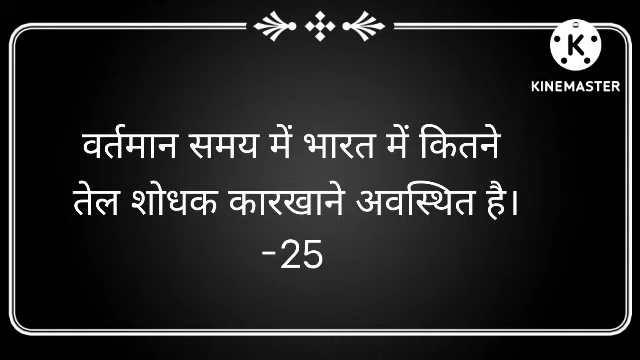 K
KINEMASTER
वर्तमान समय में भारत में कितने
तेल शोधक कारखाने अवस्थित है।
-25